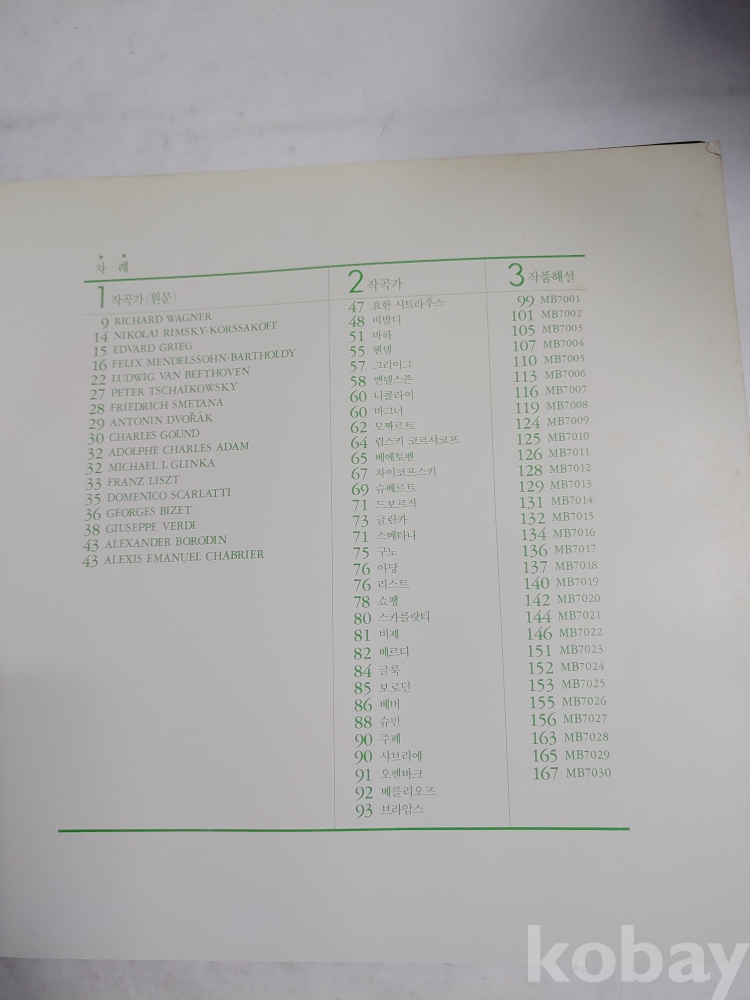 차 례
1 작곡가(원문)
9 RICHARD WAGNER
14 NIKOLAI RIMSKY-KORSSAKOFF
15 EDVARD GRIEG
16 FELIX MENDELSSOHN-BARTHOLDY
22 LUDWIG VAN BEETHOVEN
27 PETER TSCHAIKOWSKY
28 FRIEDRICH SMETANA
29 ANTONIN DVOŘÁK
30 CHARLES GOUND
32 ADOLPHE CHARLES ADAM
32 MICHAEL I. GLINKA
33 FRANZ LISZT
35 DOMENICO SCARLATTI
36 GEORGES BIZET
38 GIUSEPPE VERDI
43 ALEXANDER BORODIN
43 ALEXIS EMANUEL CHABRIER
2 작곡가
47 요한 시트라우스
48 비발디
51 바하
55 헨델
57 그리이그
58 맨델스존
60 니콜라이
60 바그너
62 모짜르트
64 림스키 코르샤코프
65 베에토벤
67 차이코프스키
69 슈베르트
71 드보르작
73 글린카
71 스메타나
75 구노
76 아당
76 리스트
78 쇼팽
80 스카를랏티
81 비제
82 베르디
84 글룩
85 보로딘
86 베버
88 슈만
90 주페
90 샤브리에
91 오펜바크
92 베를리오즈
93 브라암스
3 작품해설
99 MB7001
101 MB7002
105 MB7003
107 MB7004
110 MB7005
113 MB7006
116 MB7007
119 MB7008
124 MB7009
125 MB7010
126 MB7011
128 MB7012
129 MB7013
131 MB7014
132 MB7015
134 MB7016
136 MB7017
137 MB7018
140 MB7019
142 MB7020
144 MB7021
146 MB7022
151 MB7023
152 MB7024
153 MB7025
155 MB7026
156 MB7027
163 MB7028
165 MB7029
167 MB7030
kobay